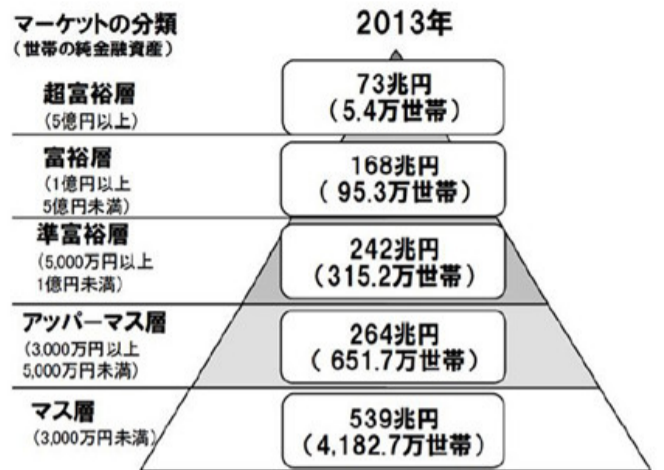 マーケットの分類
（世帯の純金融資産）
2013年
超富裕層
（5億円以上）
73兆円
（5.4万世帯）
富裕層
（1億円以上
5億円未満）
168兆円
（ 95.3万世帯）
準富裕層
（5,000万円以上
1億円未満）
242兆円
（315.2万世帯）
アッパーマス層
（3,000万円以上
5,000万円未満）
264兆円
（ 651.7万世帯）
マス層
（3,000万円未満）
539兆円
（4,182.7万世帯）